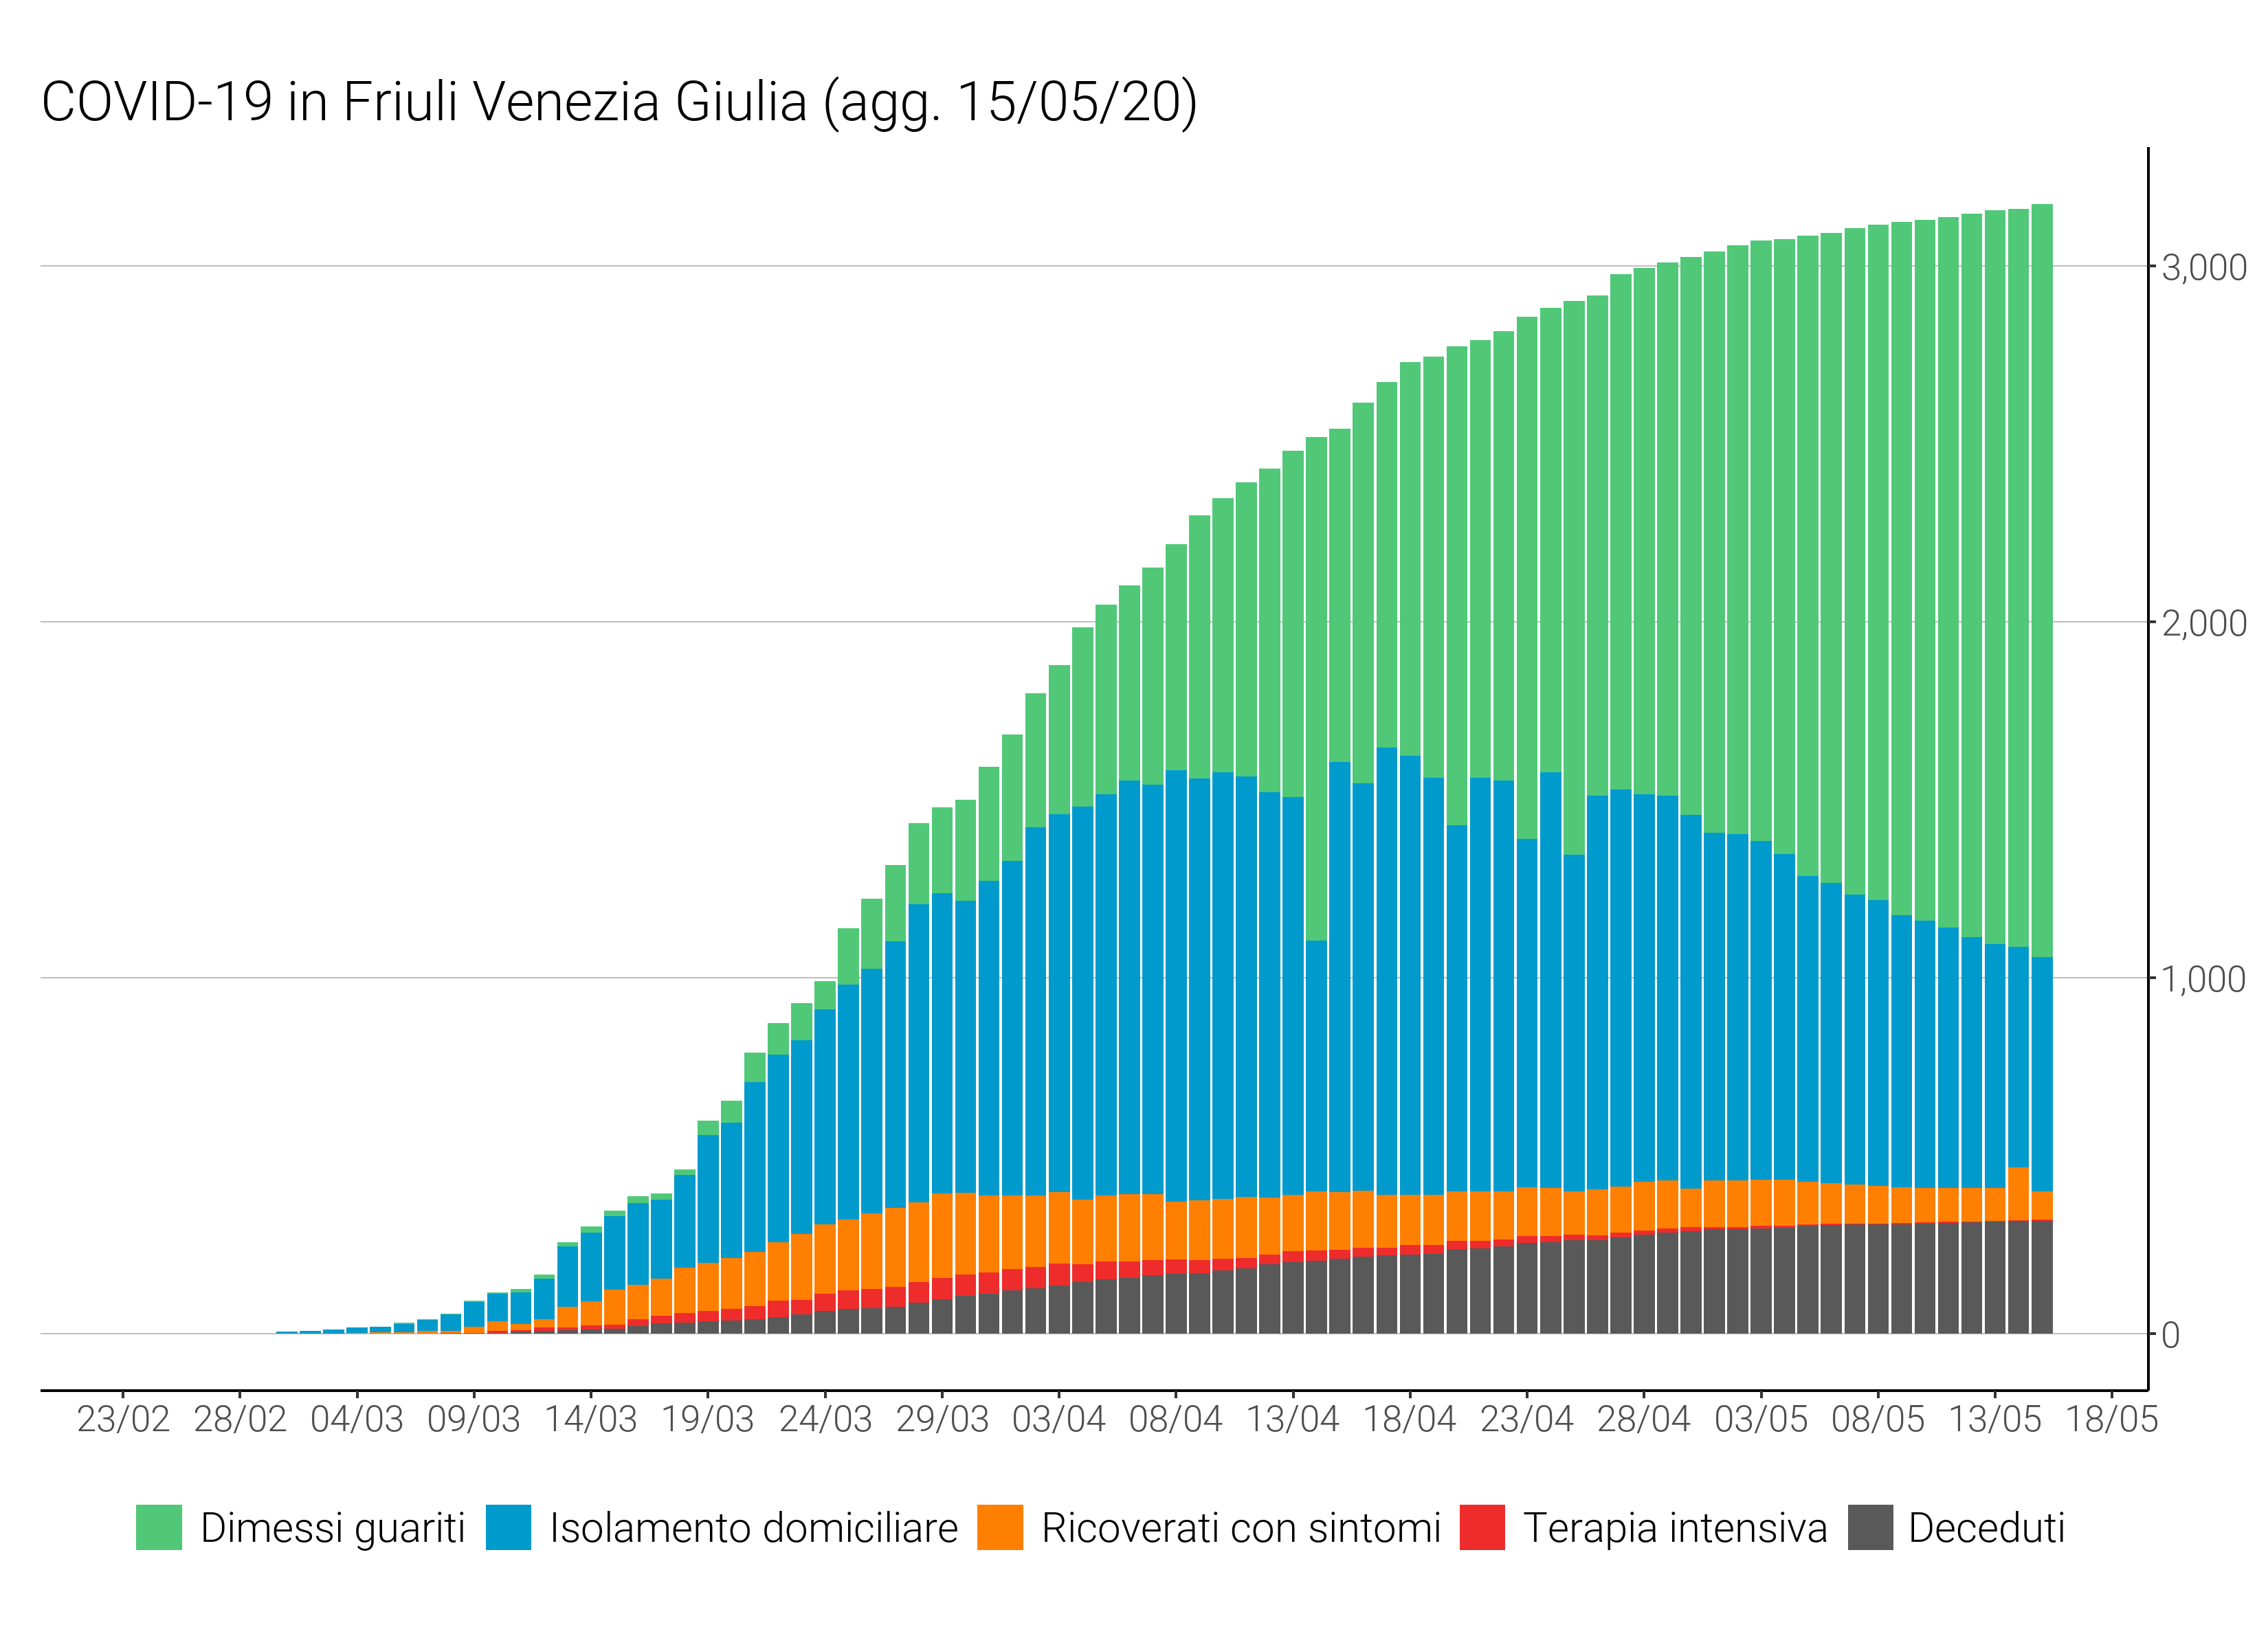 COVID-19 in Friuli Venezia Giulia (agg. 15/05/20)
3,000
2,000
1,000
0
23/02 28/02 04/03 09/03 14/03 19/03 24/03 29/03 03/04 08/04 13/04 18/04 23/04 28/04 03/05 08/05 13/05 18/05
Dimessi guariti Isolamento domiciliare Ricoverati con sintomi Terapia intensiva Deceduti